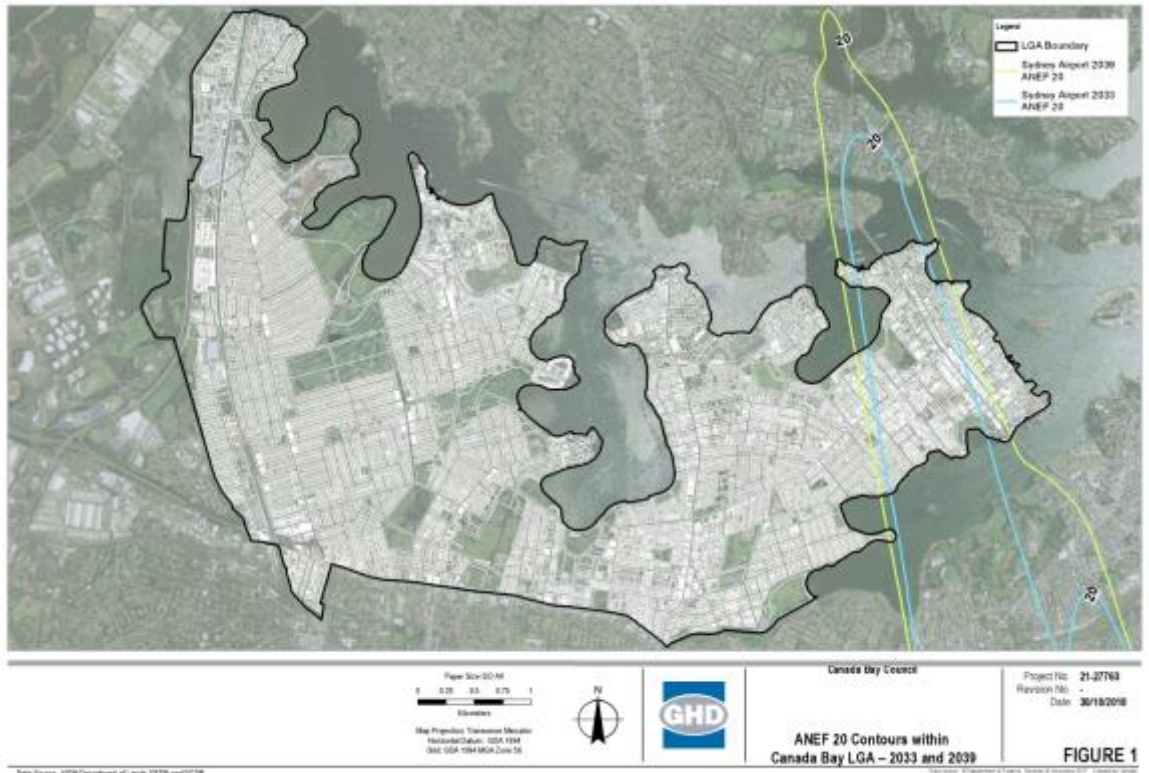 20
20
20
Legend
LGA Boundary
Sydney Airport 2039
ANEF 20
Sydney Airport 2033
ANEF 20
Paper Size ISO A4
0 0.25 0.5 0.75 1
Kilometers
Map Projection: Transverse Mercator
Horizontal Datum: GDA 1994
Grid: GDA 1994 MGA Zone 56
N
GHD
Canada Bay Council
ANEF 20 Contours within
Canada Bay LGA – 2033 and 2039
Project No. 21-27763
Revision No. -
Date 30/10/2018
FIGURE 1